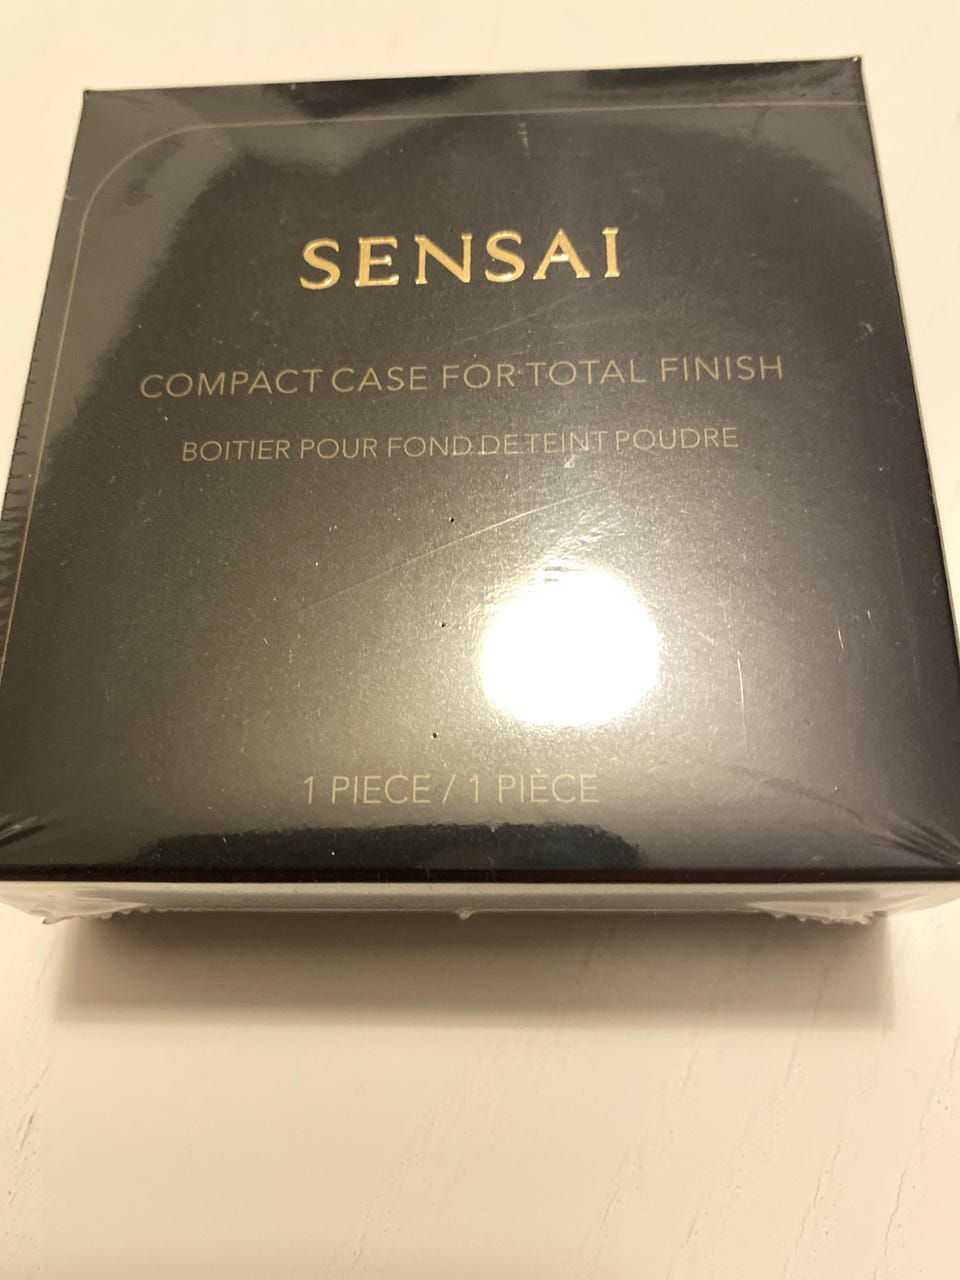 SENSAI
COMPACT CASE FOR TOTAL FINISH
BOITIER POUR FOND DE TEINT POUDRE
1 PIECE / 1 PIÈCE